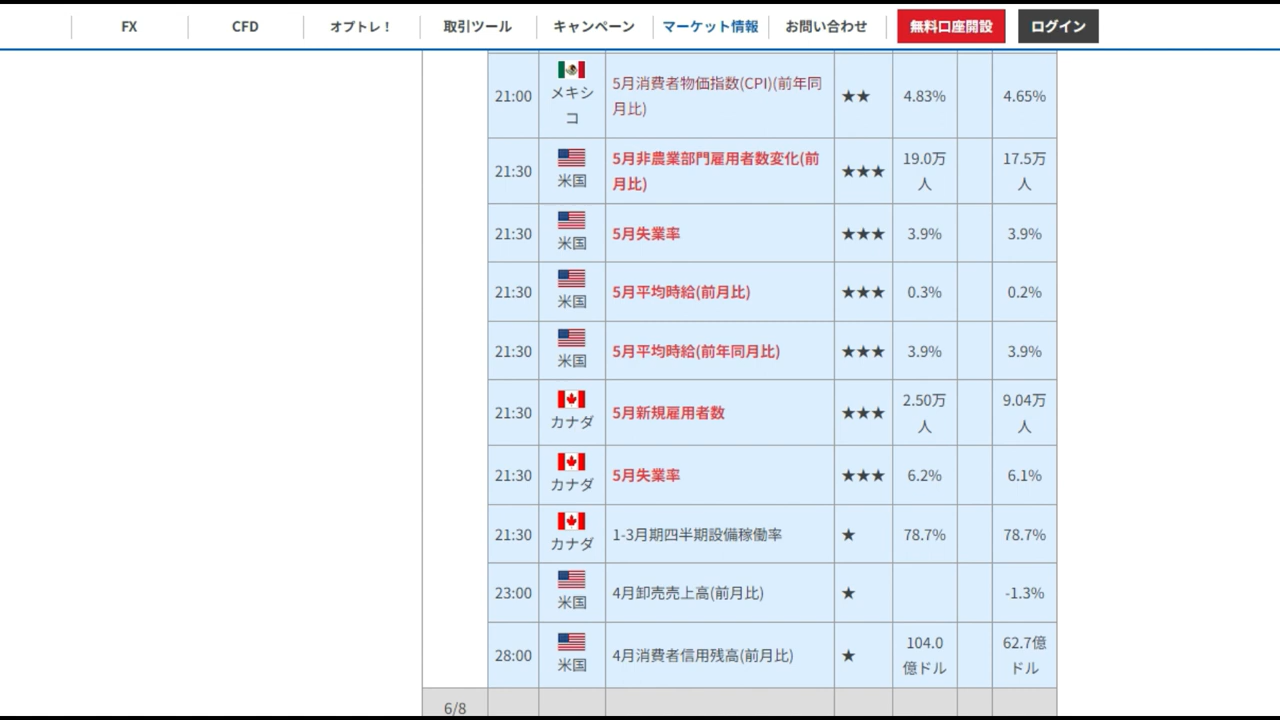 FX CFD オプトレ！ 取引ツール キャンペーン マーケット情報 お問い合わせ 無料口座開設 ログイン
21:00 メキシコ 5月消費者物価指数(CPI)(前年同月比) ★★ 4.83% 4.65%
21:30 米国 5月非農業部門雇用者数変化(前月比) ★★★ 19.0万人 17.5万人
21:30 米国 5月失業率 ★★★ 3.9% 3.9%
21:30 米国 5月平均時給(前月比) ★★★ 0.3% 0.2%
21:30 米国 5月平均時給(前年同月比) ★★★ 3.9% 3.9%
21:30 カナダ 5月新規雇用者数 ★★★ 2.50万人 9.04万人
21:30 カナダ 5月失業率 ★★★ 6.2% 6.1%
21:30 カナダ 1-3月期四半期設備稼働率 ★ 78.7% 78.7%
23:00 米国 4月卸売売上高(前月比) ★ -1.3%
28:00 米国 4月消費者信用残高(前月比) ★ 104.0億ドル 62.7億ドル
6/8